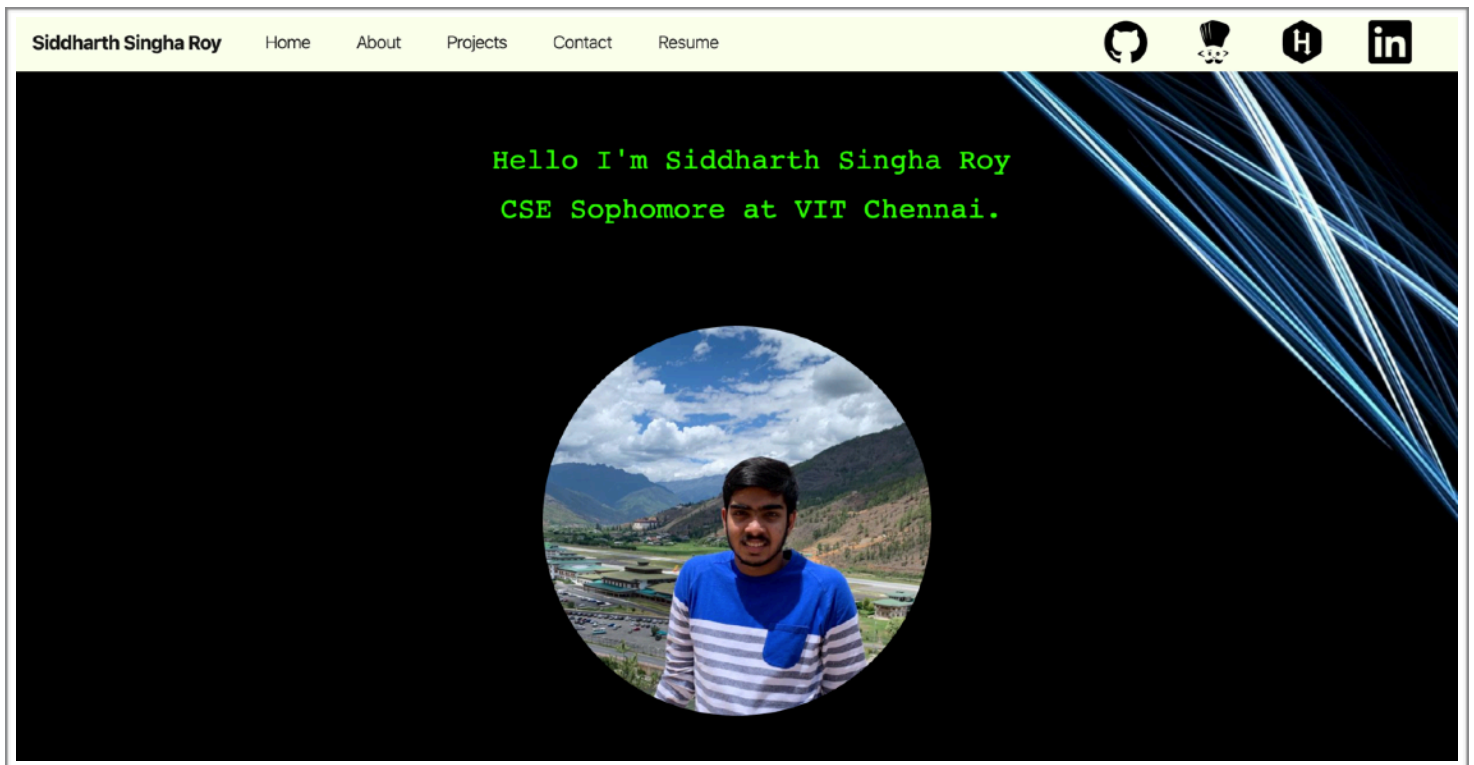 Siddharth Singha Roy Home About Projects Contact Resume
Hello I'm Siddharth Singha Roy
CSE Sophomore at VIT Chennai.